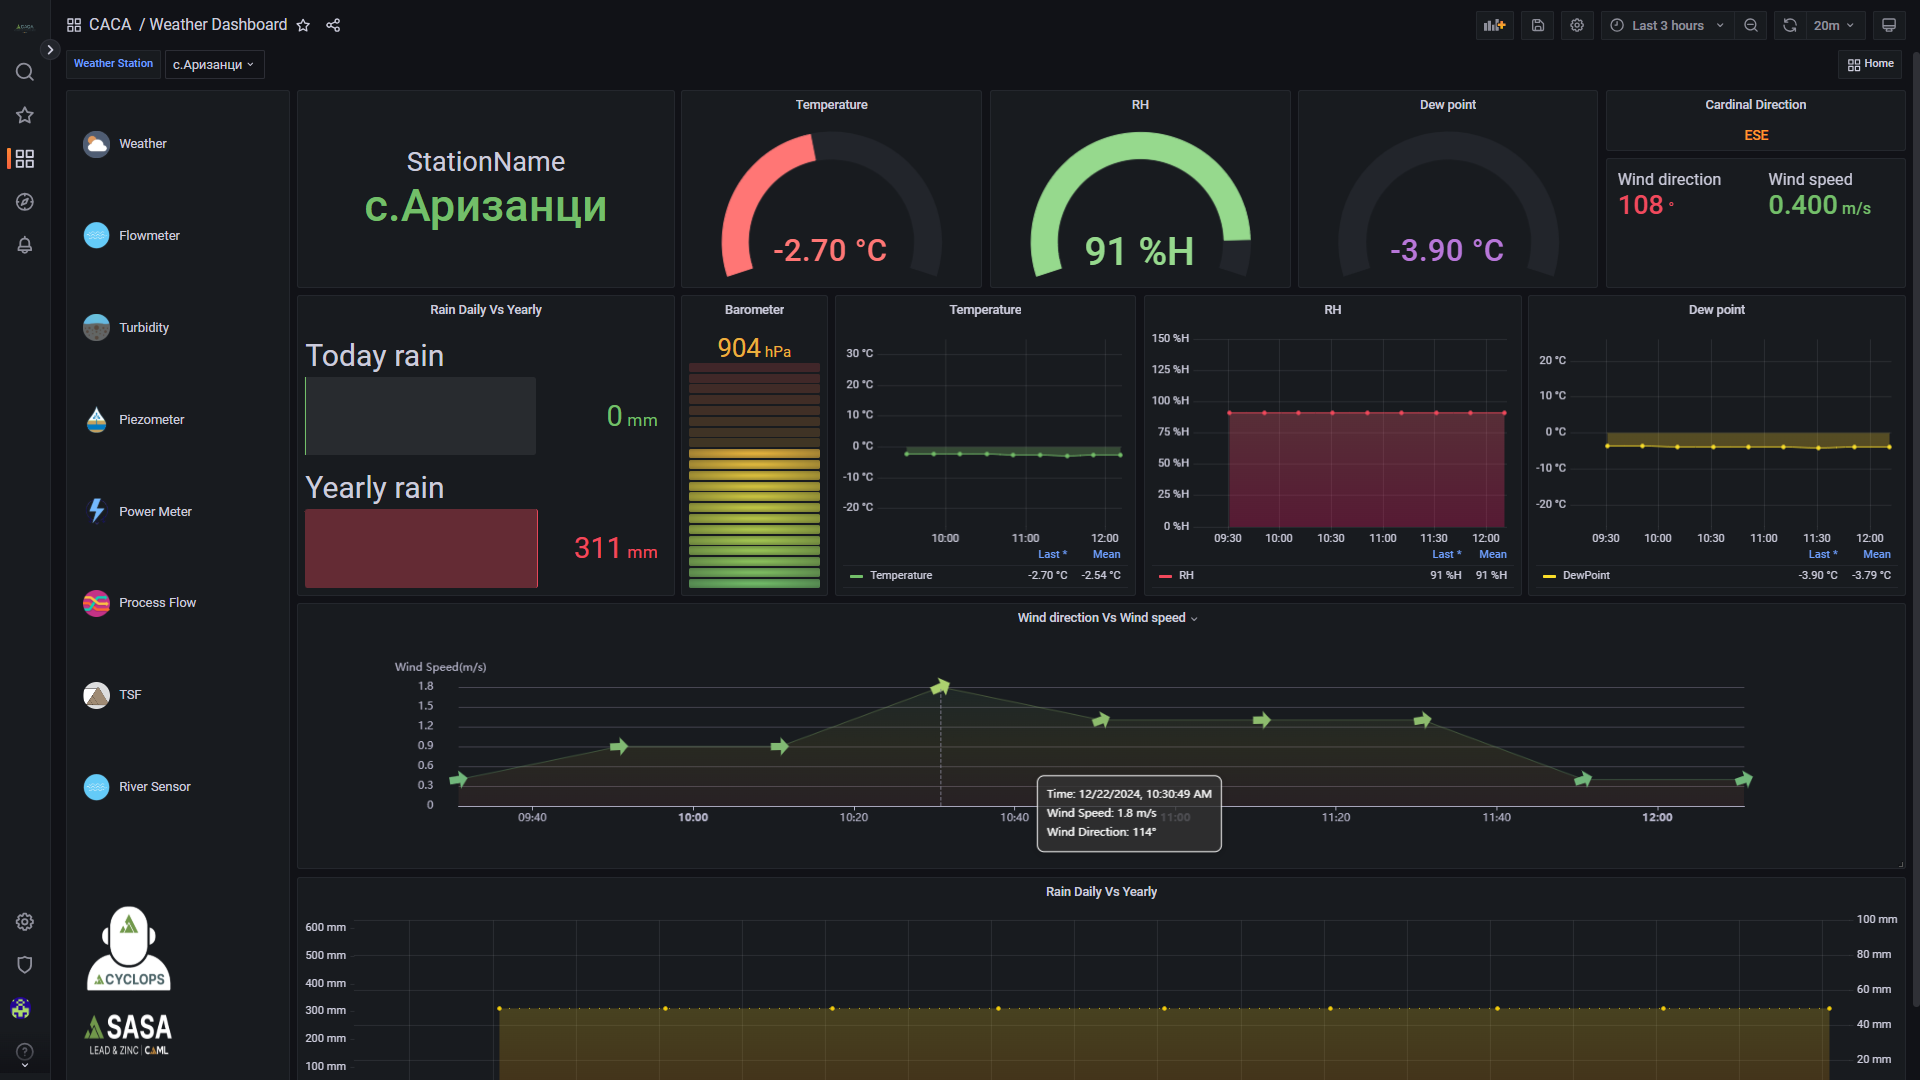 CACA / Weather Dashboard
Last 3 hours
20m
Weather Station
с.Аризанци
Home
Weather
Flowmeter
Turbidity
Piezometer
Power Meter
Process Flow
TSF
River Sensor
CYCLOPS
SASA
LEAD & ZINC | CAML
StationName
с.Аризанци
Temperature
-2.70 °C
RH
91 %H
Dew point
-3.90 °C
Cardinal Direction
ESE
Wind direction
108 °
Wind speed
0.400 m/s
Rain Daily Vs Yearly
Today rain
0 mm
Yearly rain
311 mm
Barometer
904 hPa
Temperature
30 °C
20 °C
10 °C
0 °C
-10 °C
-20 °C
10:00 11:00 12:00
Last * Mean
Temperature -2.70 °C -2.54 °C
RH
150 %H
125 %H
100 %H
75 %H
50 %H
25 %H
0 %H
09:30 10:00 10:30 11:00 11:30 12:00
Last * Mean
RH 91 %H 91 %H
Dew point
20 °C
10 °C
0 °C
-10 °C
-20 °C
09:30 10:00 10:30 11:00 11:30 12:00
Last * Mean
DewPoint -3.90 °C -3.79 °C
Wind direction Vs Wind speed
Wind Speed(m/s)
1.8
1.5
1.2
0.9
0.6
0.3
0
09:40 10:00 10:20 10:40 11:00 11:20 11:40 12:00
Time: 12/22/2024, 10:30:49 AM
Wind Speed: 1.8 m/s
Wind Direction: 114°
Rain Daily Vs Yearly
600 mm
500 mm
400 mm
300 mm
200 mm
100 mm
100 mm
80 mm
60 mm
40 mm
20 mm